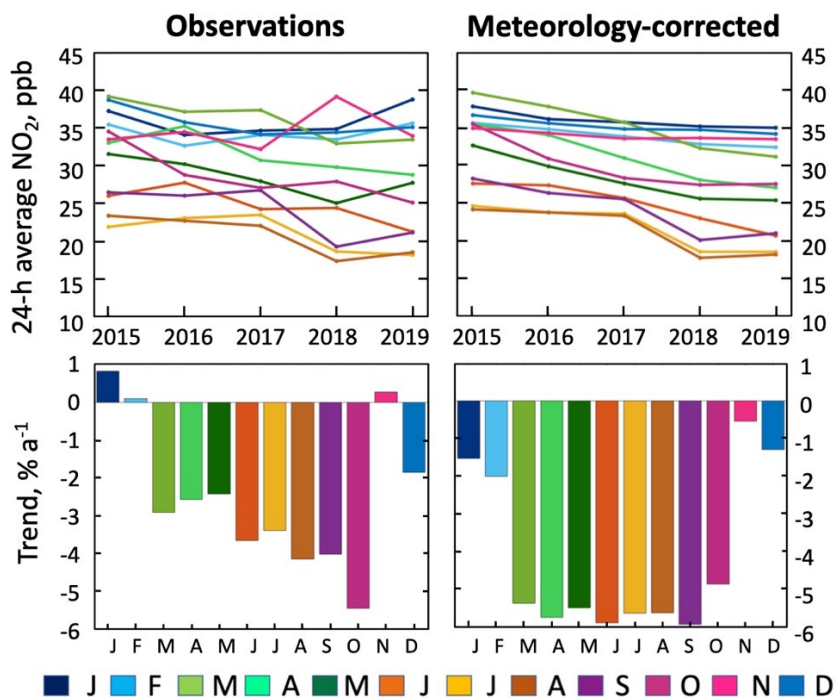 Observations Meteorology-corrected
24-h average NO₂, ppb
45 45
40 40
35 35
30 30
25 25
20 20
15 15
10 10
2015 2016 2017 2018 2019 2015 2016 2017 2018 2019
Trend, % a⁻¹
1 1
0 0
-1 -1
-2 -2
-3 -3
-4 -4
-5 -5
-6 -6
J F M A M J J A S O N D J F M A M J J A S O N D
J F M A M J J A S O N D